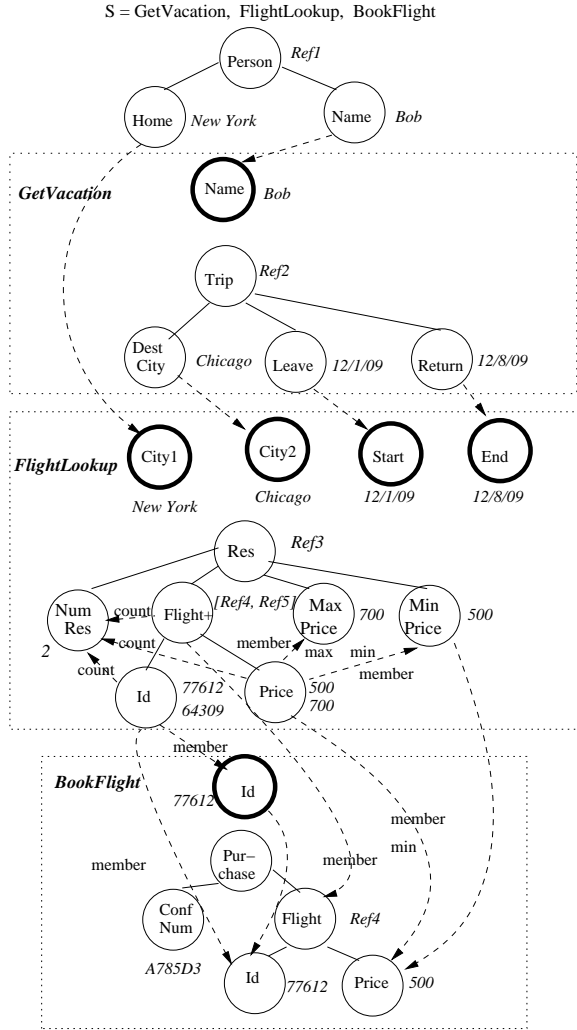 S = GetVacation, FlightLookup, BookFlight
Person
Ref1
Home
New York
Name
Bob
GetVacation
Name
Bob
Trip
Ref2
Dest
City
Chicago
Leave
12/1/09
Return
12/8/09
FlightLookup
City1
City2
Start
End
New York
Chicago
12/1/09
12/8/09
Res
Ref3
Num
Res
2
count
Flight+
[Ref4, Ref5]
Max
Price
700
Min
Price
500
count
member
max
min
member
count
Id
77612
64309
Price
500
700
member
BookFlight
Id
77612
member
min
member
member
Pur-
chase
Conf
Num
A785D3
Flight
Ref4
Id
77612
Price
500